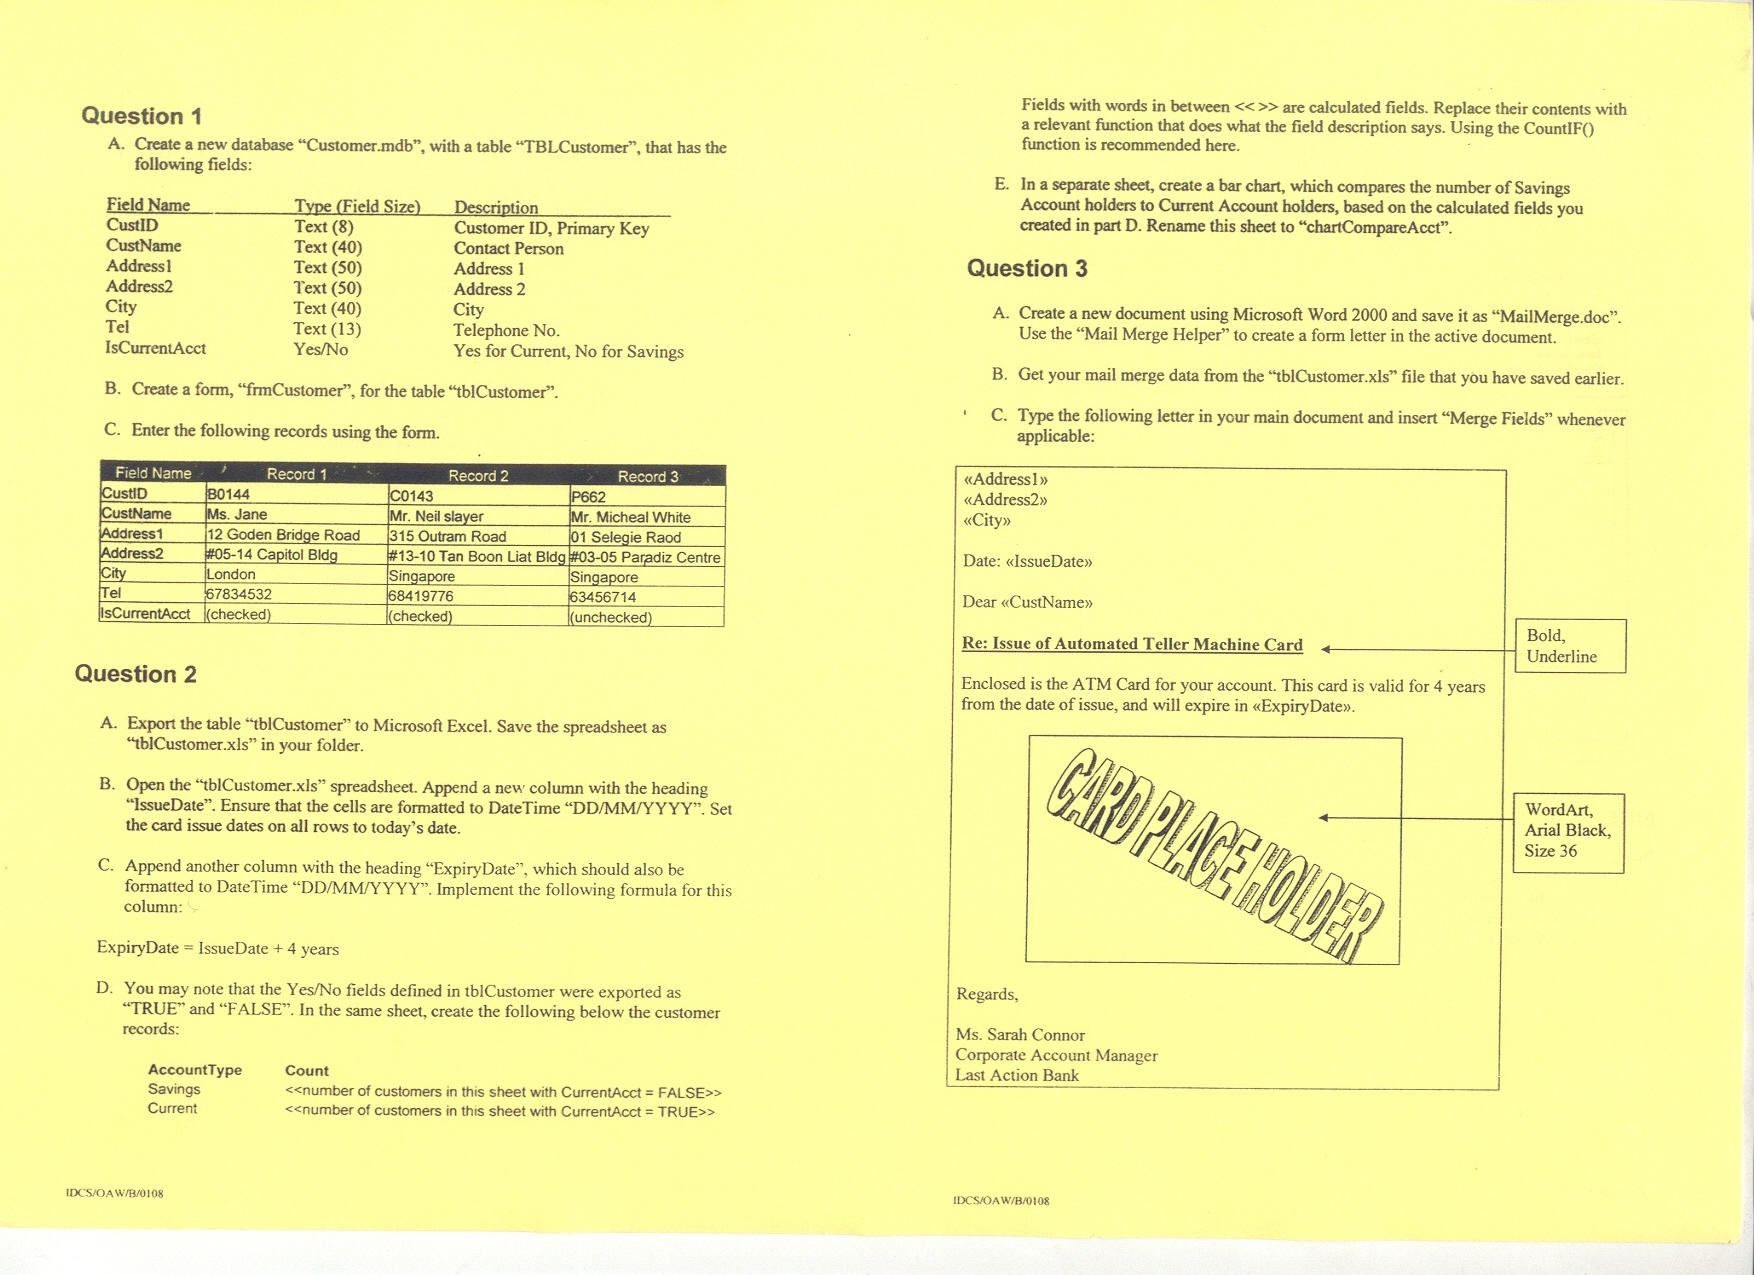 Question 1
A. Create a new database “Customer.mdb”, with a table “TBLCustomer”, that has the
following fields:
Field Name Type (Field Size) Description
CustID Text (8) Customer ID, Primary Key
CustName Text (40) Contact Person
Address1 Text (50) Address 1
Address2 Text (50) Address 2
City Text (40) City
Tel Text (13) Telephone No.
IsCurrentAcct Yes/No Yes for Current, No for Savings
B. Create a form, “frmCustomer”, for the table “tblCustomer”.
C. Enter the following records using the form.
Field Name Record 1 Record 2 Record 3
CustID B0144 C0143 P662
CustName Ms. Jane Mr. Neil slayer Mr. Micheal White
Address1 12 Goden Bridge Road 315 Outram Road 01 Selegie Raod
Address2 #05-14 Capitol Bldg #13-10 Tan Boon Liat Bldg #03-05 Paradiz Centre
City London Singapore Singapore
Tel 67834532 68419776 63456714
IsCurrentAcct (checked) (checked) (unchecked)
Question 2
A. Export the table “tblCustomer” to Microsoft Excel. Save the spreadsheet as
“tblCustomer.xls” in your folder.
B. Open the “tblCustomer.xls” spreadsheet. Append a new column with the heading
“IssueDate”. Ensure that the cells are formatted to DateTime “DD/MM/YYYY”. Set
the card issue dates on all rows to today’s date.
C. Append another column with the heading “ExpiryDate”, which should also be
formatted to DateTime “DD/MM/YYYY”. Implement the following formula for this
column:
ExpiryDate = IssueDate + 4 years
D. You may note that the Yes/No fields defined in tblCustomer were exported as
“TRUE” and “FALSE”. In the same sheet, create the following below the customer
records:
AccountType Count
Savings <<number of customers in this sheet with CurrentAcct = FALSE>>
Current <<number of customers in this sheet with CurrentAcct = TRUE>>
IDCS/OAW/B/0108
Fields with words in between << >> are calculated fields. Replace their contents with
a relevant function that does what the field description says. Using the CountIF()
function is recommended here.
E. In a separate sheet, create a bar chart, which compares the number of Savings
Account holders to Current Account holders, based on the calculated fields you
created in part D. Rename this sheet to “chartCompareAcct”.
Question 3
A. Create a new document using Microsoft Word 2000 and save it as “MailMerge.doc”.
Use the “Mail Merge Helper” to create a form letter in the active document.
B. Get your mail merge data from the “tblCustomer.xls” file that you have saved earlier.
C. Type the following letter in your main document and insert “Merge Fields” whenever
applicable:
«Address1»
«Address2»
«City»
Date: «IssueDate»
Dear «CustName»
Re: Issue of Automated Teller Machine Card
Bold,
Underline
Enclosed is the ATM Card for your account. This card is valid for 4 years
from the date of issue, and will expire in «ExpiryDate».
CARD PLACE HOLDER
WordArt,
Arial Black,
Size 36
Regards,
Ms. Sarah Connor
Corporate Account Manager
Last Action Bank
IDCS/OAW/B/0108